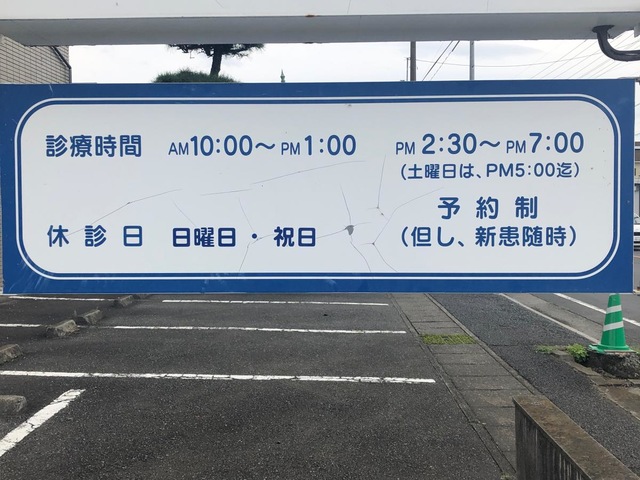 診療時間 AM10:00～PM1:00 PM2:30～PM7:00
(土曜日は、PM5:00迄)
予約制
休診日 日曜日・祝日 (但し、新患随時)